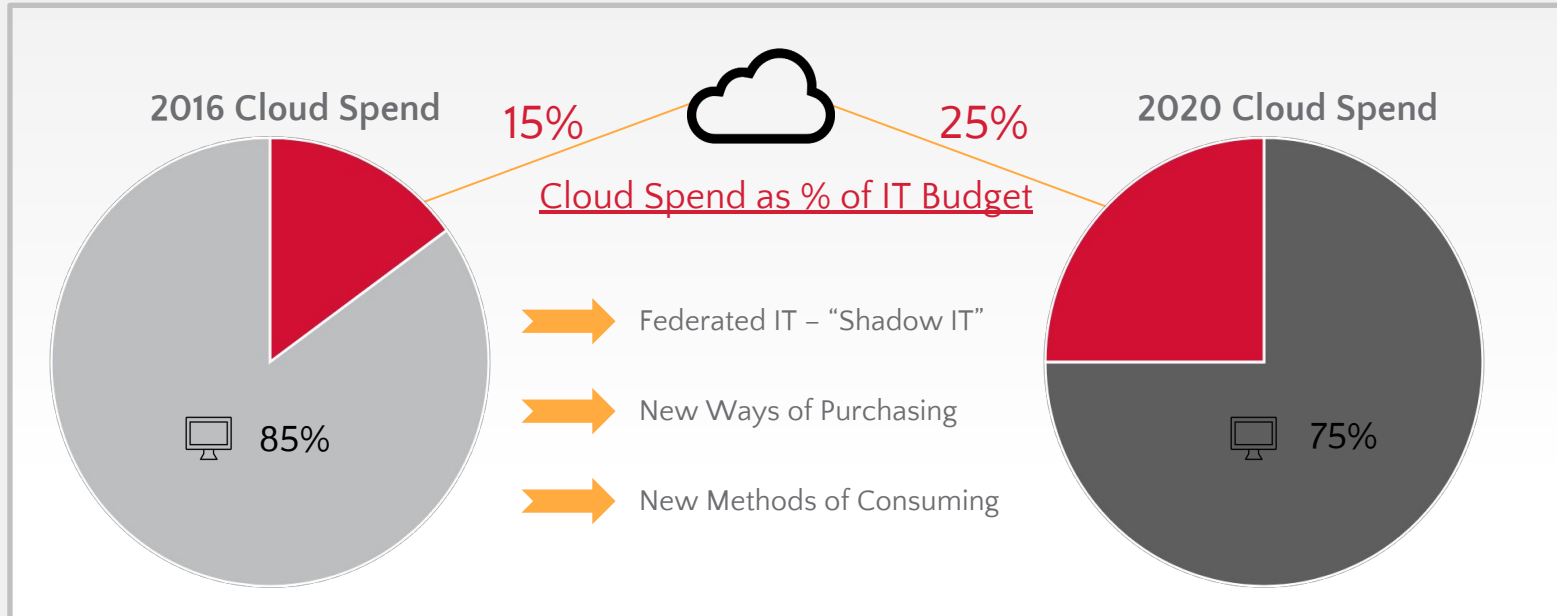 2016 Cloud Spend
15%
25%
2020 Cloud Spend
Cloud Spend as % of IT Budget
Federated IT – “Shadow IT”
New Ways of Purchasing
New Methods of Consuming
85%
75%